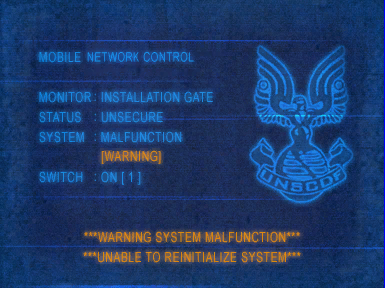 MOBILE NETWORK CONTROL
MONITOR : INSTALLATION GATE
STATUS : UNSECURE
SYSTEM : MALFUNCTION
[WARNING]
SWITCH : ON [ 1 ]
UNSCDF
***WARNING SYSTEM MALFUNCTION***
***UNABLE TO REINITIALIZE SYSTEM***